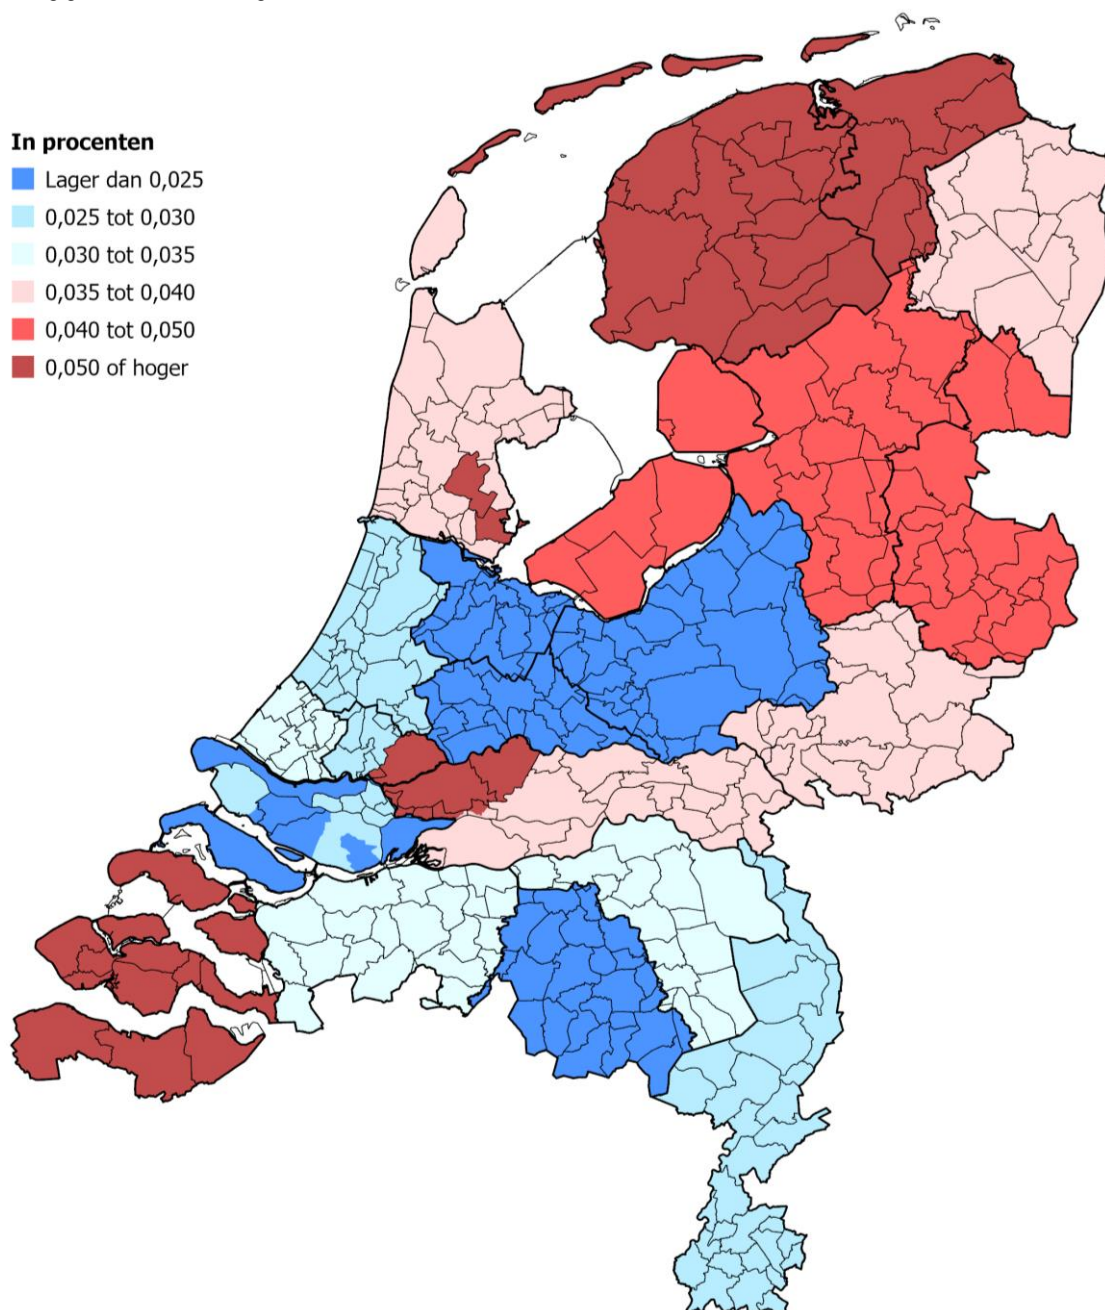 In procenten
Lager dan 0,025
0,025 tot 0,030
0,030 tot 0,035
0,035 tot 0,040
0,040 tot 0,050
0,050 of hoger